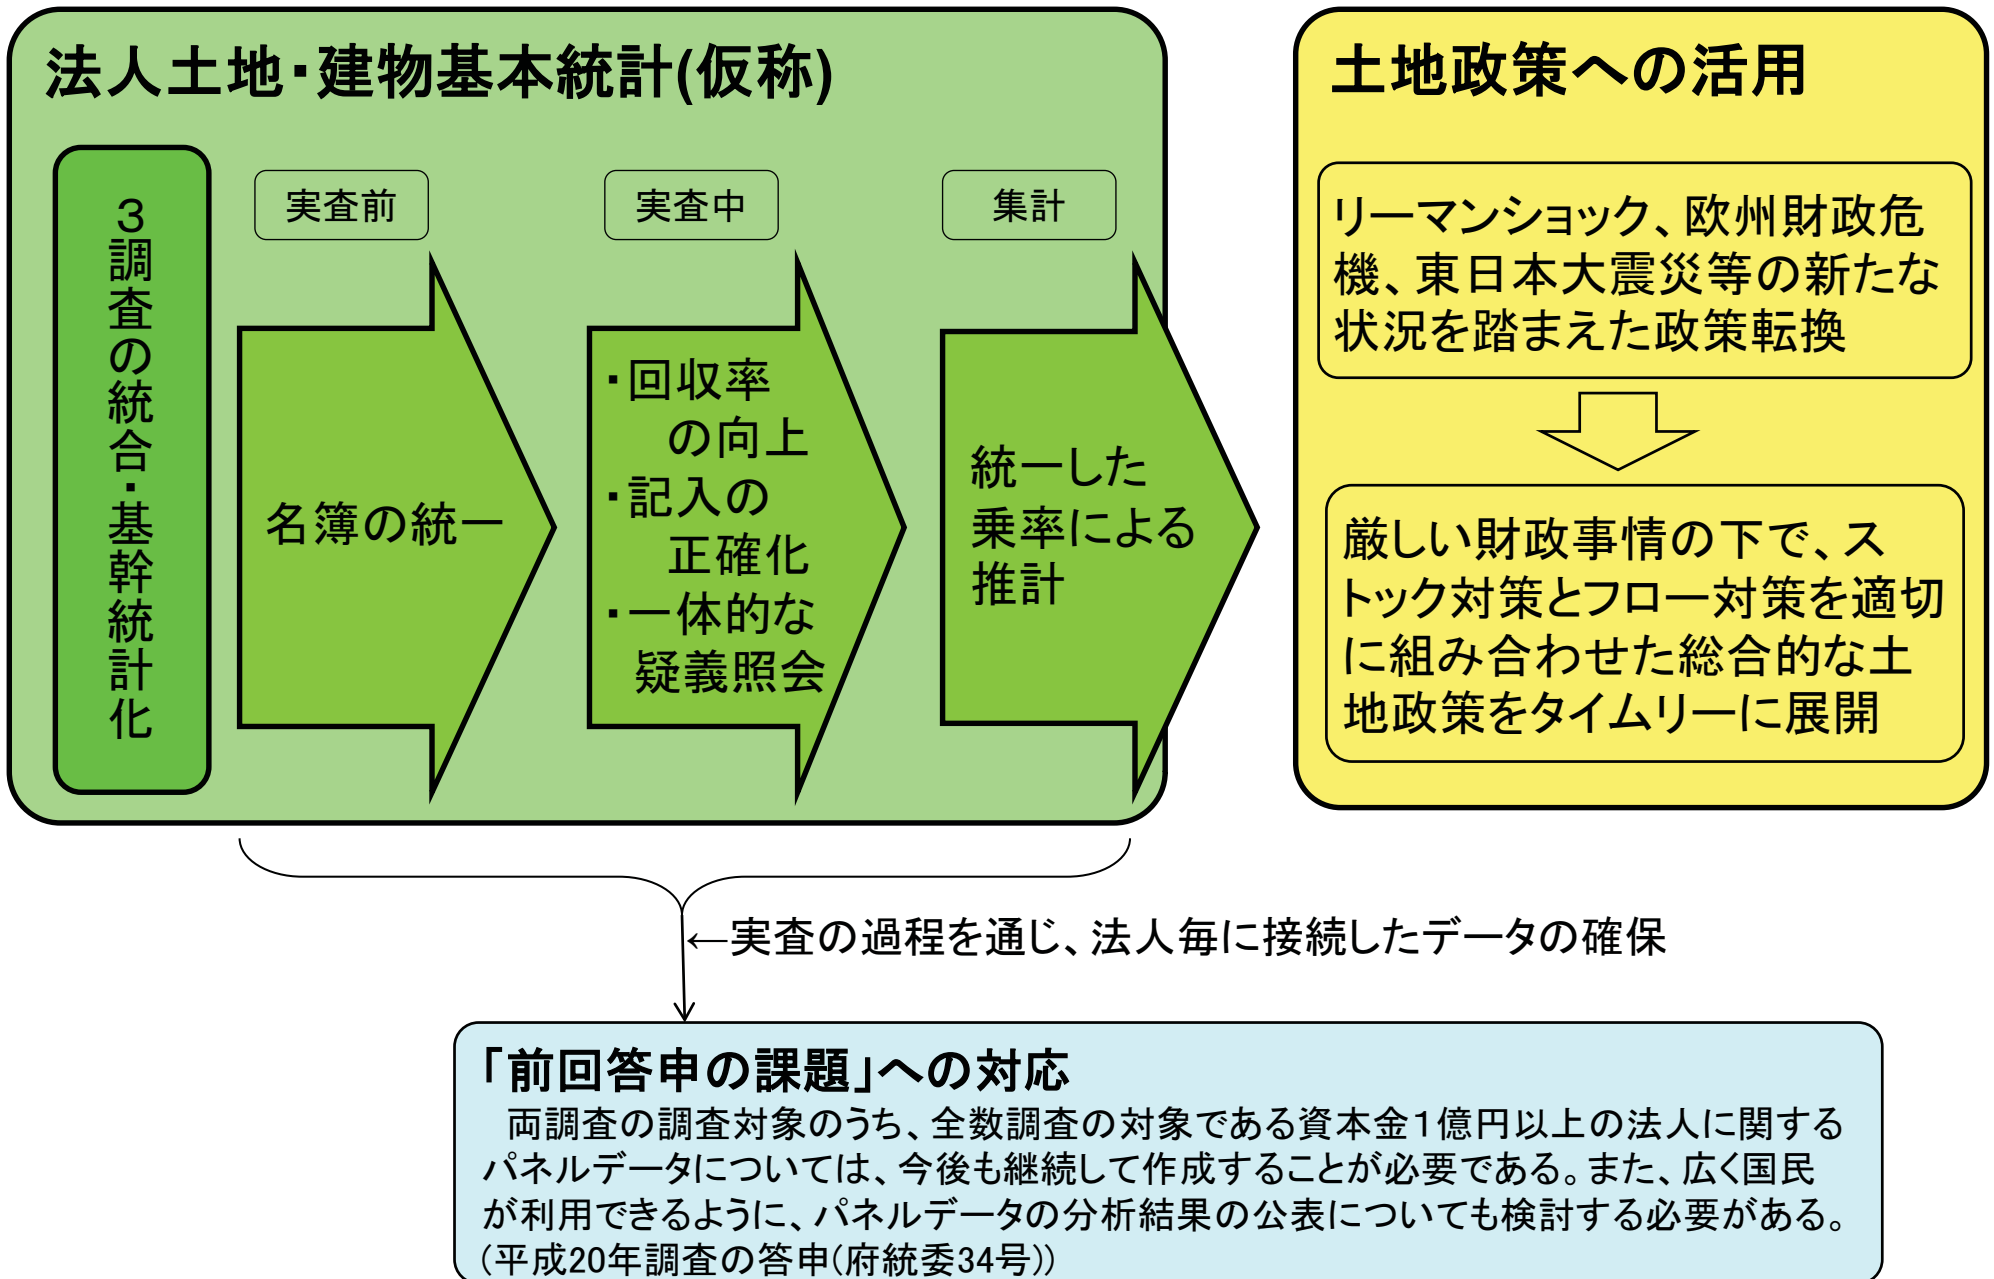 法人土地・建物基本統計(仮称)
３調査の統合・基幹統計化
実査前
名簿の統一
実査中
・回収率
の向上
・記入の
正確化
・一体的な
疑義照会
集計
統一した
乗率による
推計
土地政策への活用
リーマンショック、欧州財政危
機、東日本大震災等の新たな
状況を踏まえた政策転換
厳しい財政事情の下で、ス
トック対策とフロー対策を適切
に組み合わせた総合的な土
地政策をタイムリーに展開
←実査の過程を通じ、法人毎に接続したデータの確保
「前回答申の課題」への対応
両調査の調査対象のうち、全数調査の対象である資本金１億円以上の法人に関する
パネルデータについては、今後も継続して作成することが必要である。また、広く国民
が利用できるように、パネルデータの分析結果の公表についても検討する必要がある。
(平成20年調査の答申(府統委34号))